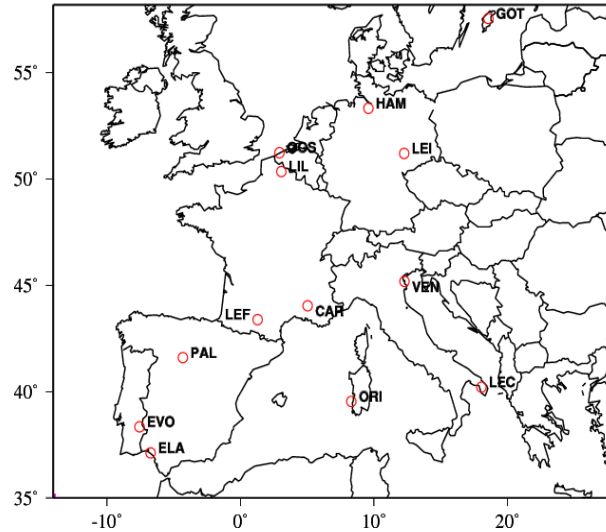 GOT
55°
HAM
OOS
LEI
50°
LIL
45°
VEN
LEF
CAR
PAL
40°
LEC
ORI
EVO
ELA
35°
-10°
0°
10°
20°